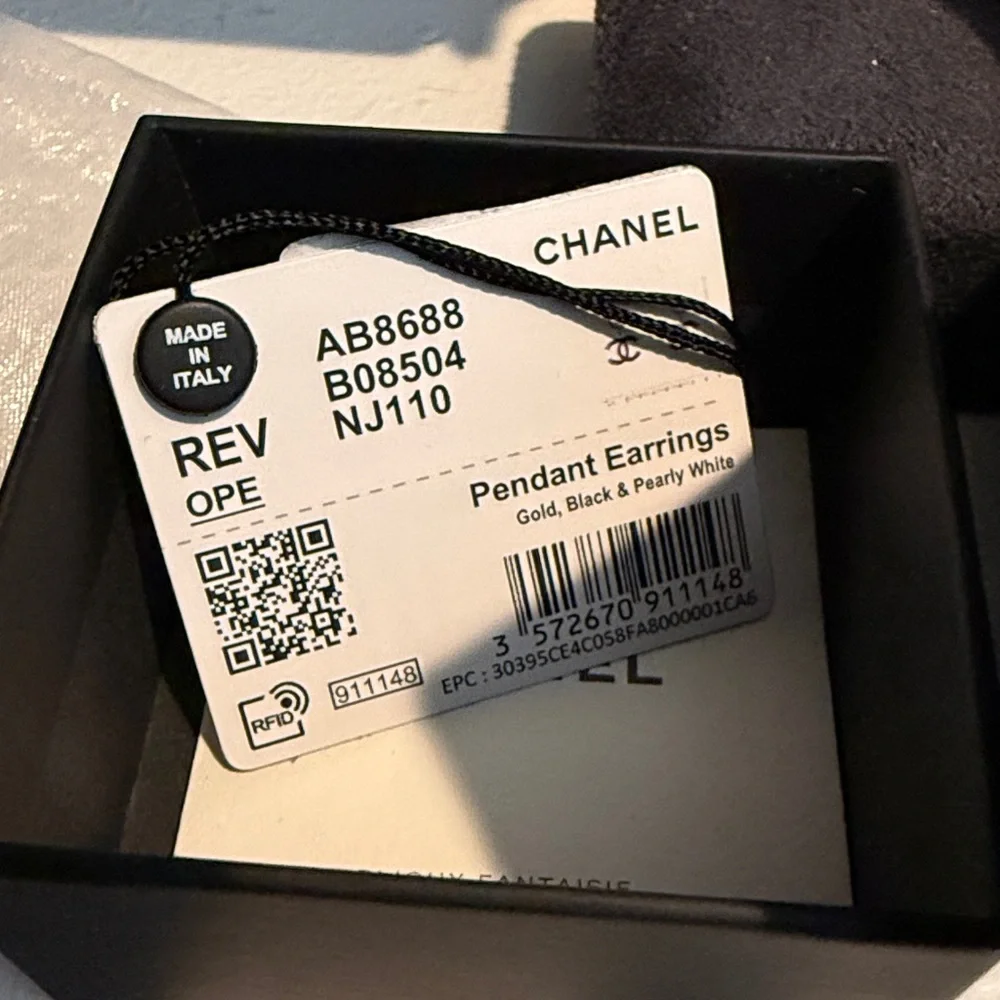 CHANEL
MADE
IN
ITALY
AB8688
B08504
NJ110
REV
OPE
Pendant Earrings
Gold, Black & Pearly White
3 572670 911148
EPC : 30395CE4C058FA8000001CA6
911148
RFID
FANTAISIE